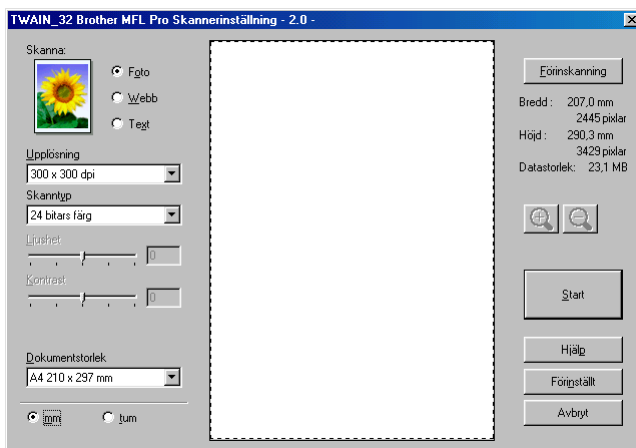 TWAIN_32 Brother MFL Pro Skannerinställning - 2.0 -
Skanna:
Foto
Webb
Text
Upplösning
300 x 300 dpi
Skanntyp
24 bitars färg
Ljushet
0
Kontrast
0
Dokumentstorlek
A4 210 x 297 mm
mm
tum
Förinskanning
Bredd : 207,0 mm
2445 pixlar
Höjd : 290,3 mm
3429 pixlar
Datastorlek: 23,1 MB
Start
Hjälp
Förinställt
Avbryt